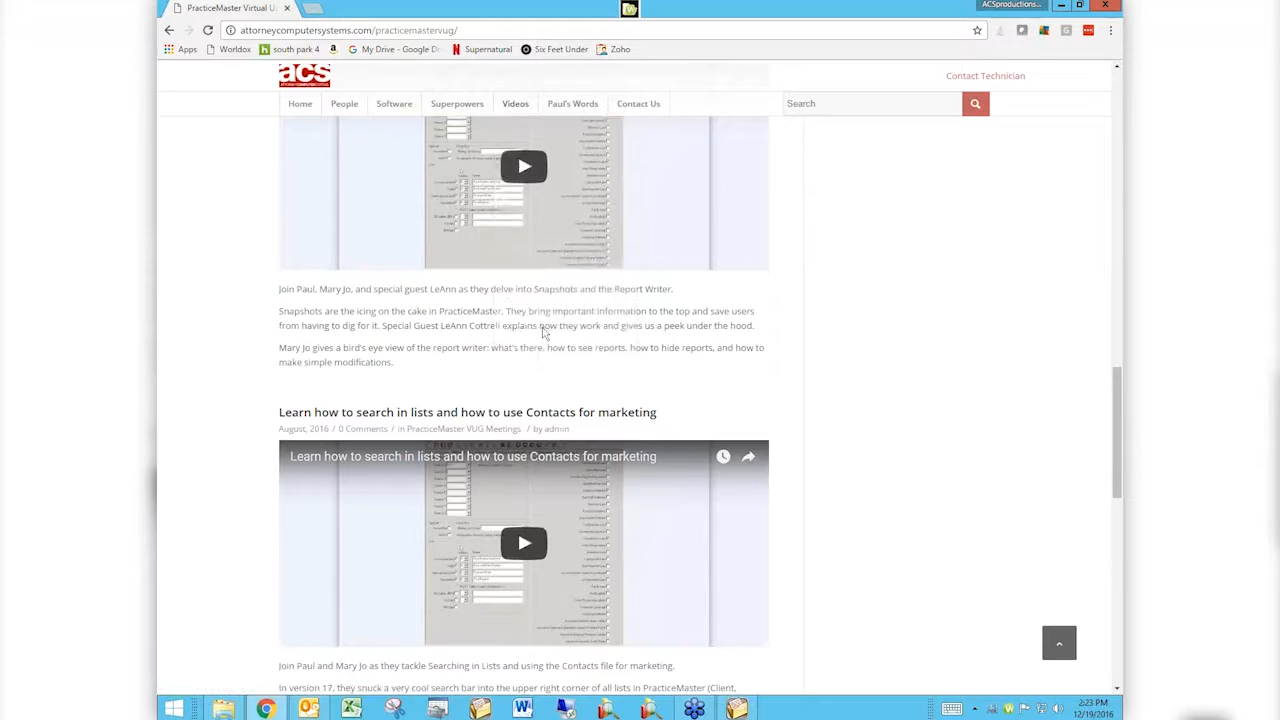 PracticeMaster Virtual U
ACSproductions...
attorneycomputersystems.com/practicemastervug/
Apps
Worldox
south park 4
My Drive - Google Dr
Supernatural
Six Feet Under
Zoho
acs
Contact Technician
Home
People
Software
Superpowers
Videos
Paul's Words
Contact Us
Search
Join Paul, Mary Jo, and special guest LeAnn as they delve into Snapshots and the Report Writer.
Snapshots are the icing on the cake in PracticeMaster. They bring important information to the top and save users
from having to dig for it. Special Guest LeAnn Cottrell explains how they work and gives us a peek under the hood.
Mary Jo gives a bird's eye view of the report writer: what's there, how to see reports, how to hide reports, and how to
make simple modifications.
Learn how to search in lists and how to use Contacts for marketing
August, 2016 / 0 Comments / in PracticeMaster VUG Meetings / by admin
Learn how to search in lists and how to use Contacts for marketing
Join Paul and Mary Jo as they tackle Searching in Lists and using the Contacts file for marketing.
In version 17, they snuck a very cool search bar into the upper right corner of all lists in PracticeMaster (Client,
2:23 PM
12/19/2016